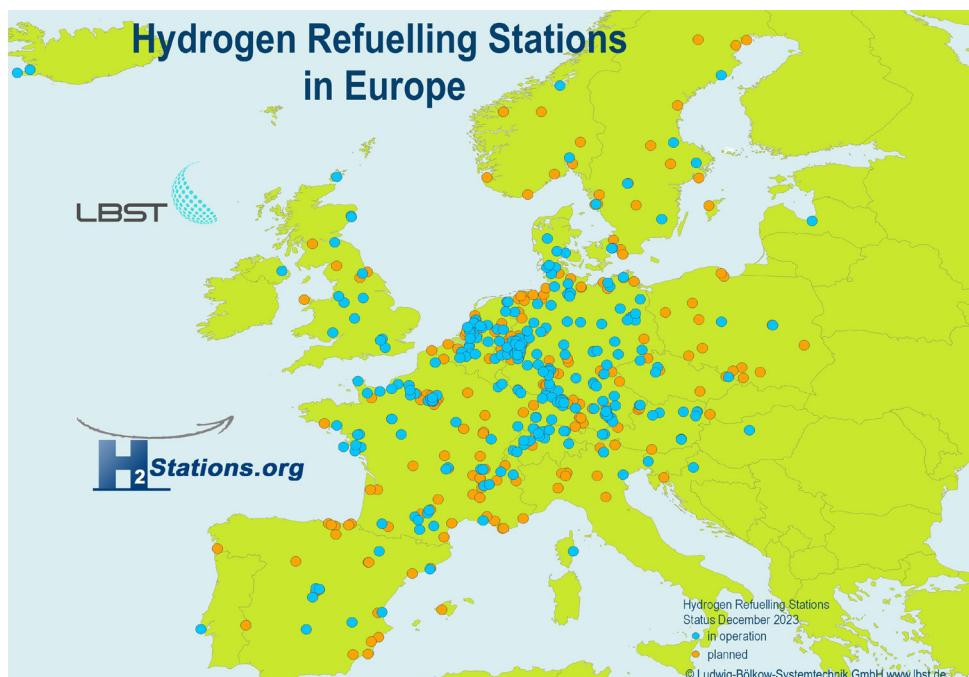 Hydrogen Refuelling Stations
in Europe
LBST
H2Stations.org
Hydrogen Refuelling Stations
Status December 2023
in operation
planned
© Ludwig-Bölkow-Systemtechnik GmbH www.lbst.de